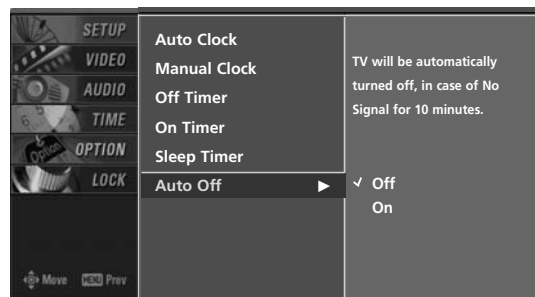 SETUP
VIDEO
AUDIO
TIME
Option OPTION
LOCK
Move MENU Prev
Auto Clock
Manual Clock
Off Timer
On Timer
Sleep Timer
Auto Off ►
TV will be automatically
turned off, in case of No
Signal for 10 minutes.
✓ Off
On